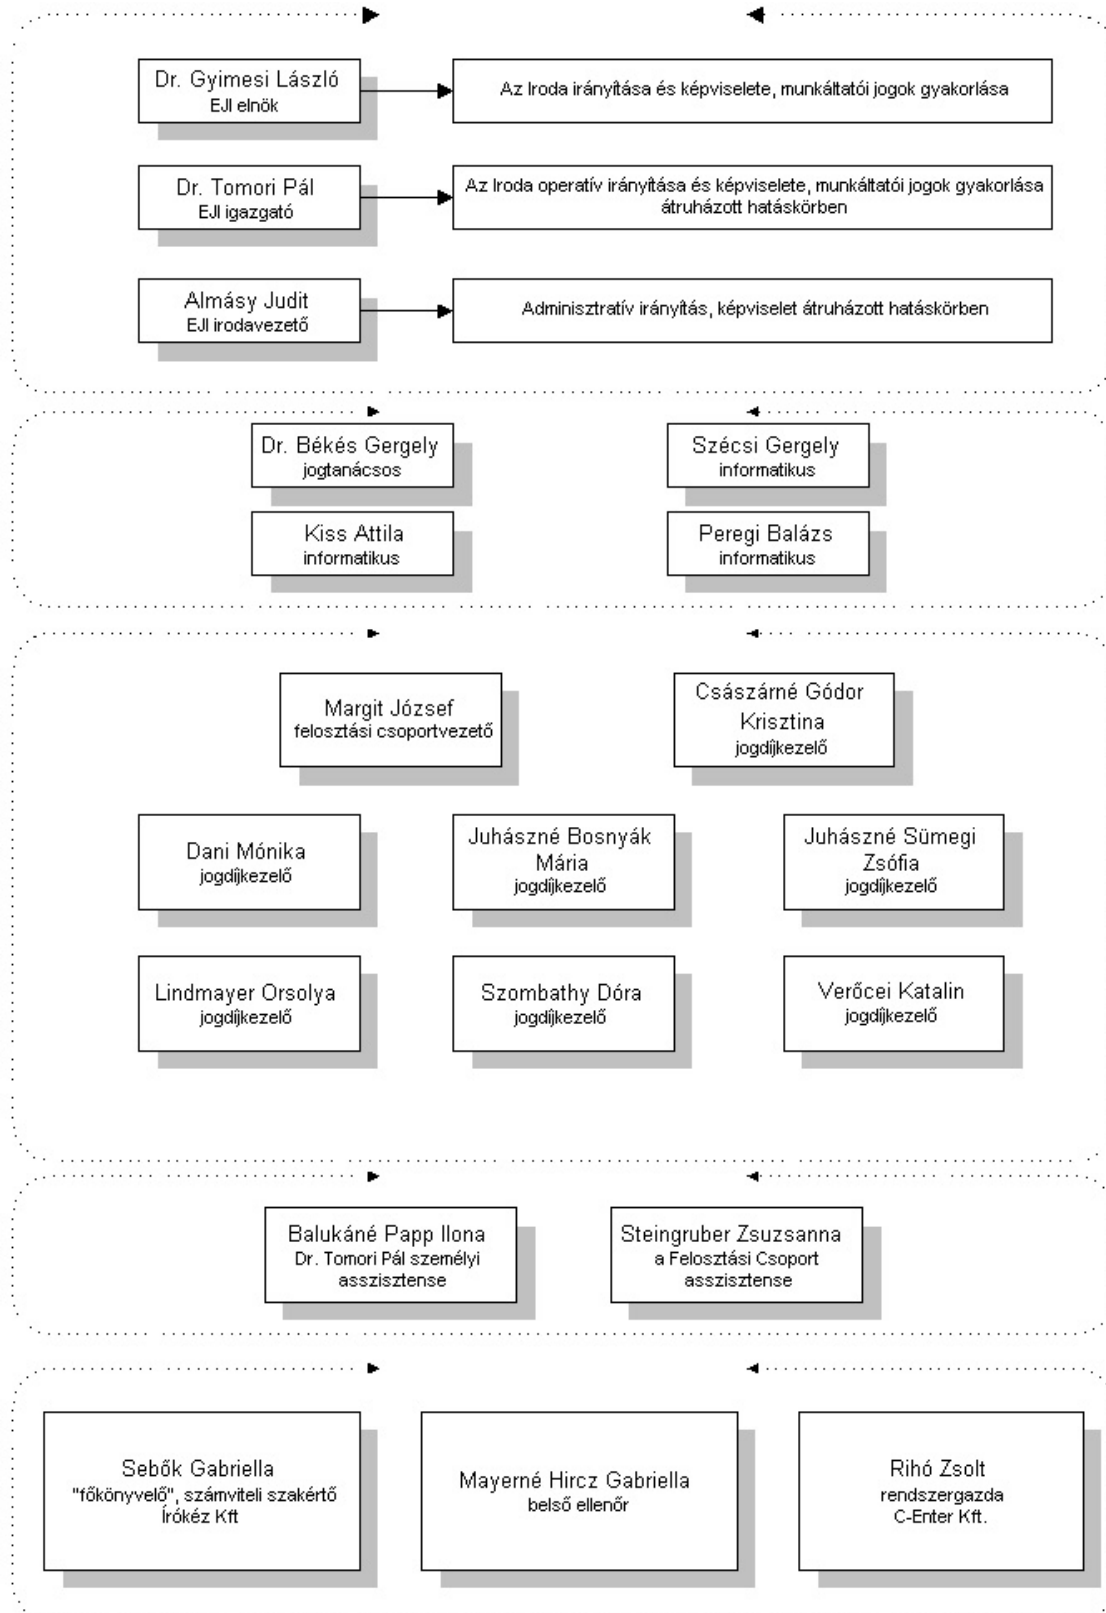 Dr. Gyimesi László
EJI elnök
Az Iroda irányítása és képviselete, munkáltatói jogok gyakorlása
Dr. Tomori Pál
EJI igazgató
Az Iroda operatív irányítása és képviselete, munkáltatói jogok gyakorlása
átruházott hatáskörben
Almásy Judit
EJI irodavezető
Adminisztratív irányítás, képviselet átruházott hatáskörben
Dr. Békés Gergely
jogtanácsos
Szécsi Gergely
informatikus
Kiss Attila
informatikus
Peregi Balázs
informatikus
Margit József
felosztási csoportvezető
Császárné Gódor
Krisztina
jogdíjkezelő
Dani Mónika
jogdíjkezelő
Juhászné Bosnyák
Mária
jogdíjkezelő
Juhászné Sümegi
Zsófia
jogdíjkezelő
Lindmayer Orsolya
jogdíjkezelő
Szombathy Dóra
jogdíjkezelő
Verőcei Katalin
jogdíjkezelő
Balukáné Papp Ilona
Dr. Tomori Pál személyi
asszisztense
Steingruber Zsuzsanna
a Felosztási Csoport
asszisztense
Sebők Gabriella
"főkönyvelő", számviteli szakértő
Írókéz Kft
Mayerné Hircz Gabriella
belső ellenőr
Rihó Zsolt
rendszergazda
C-Enter Kft.